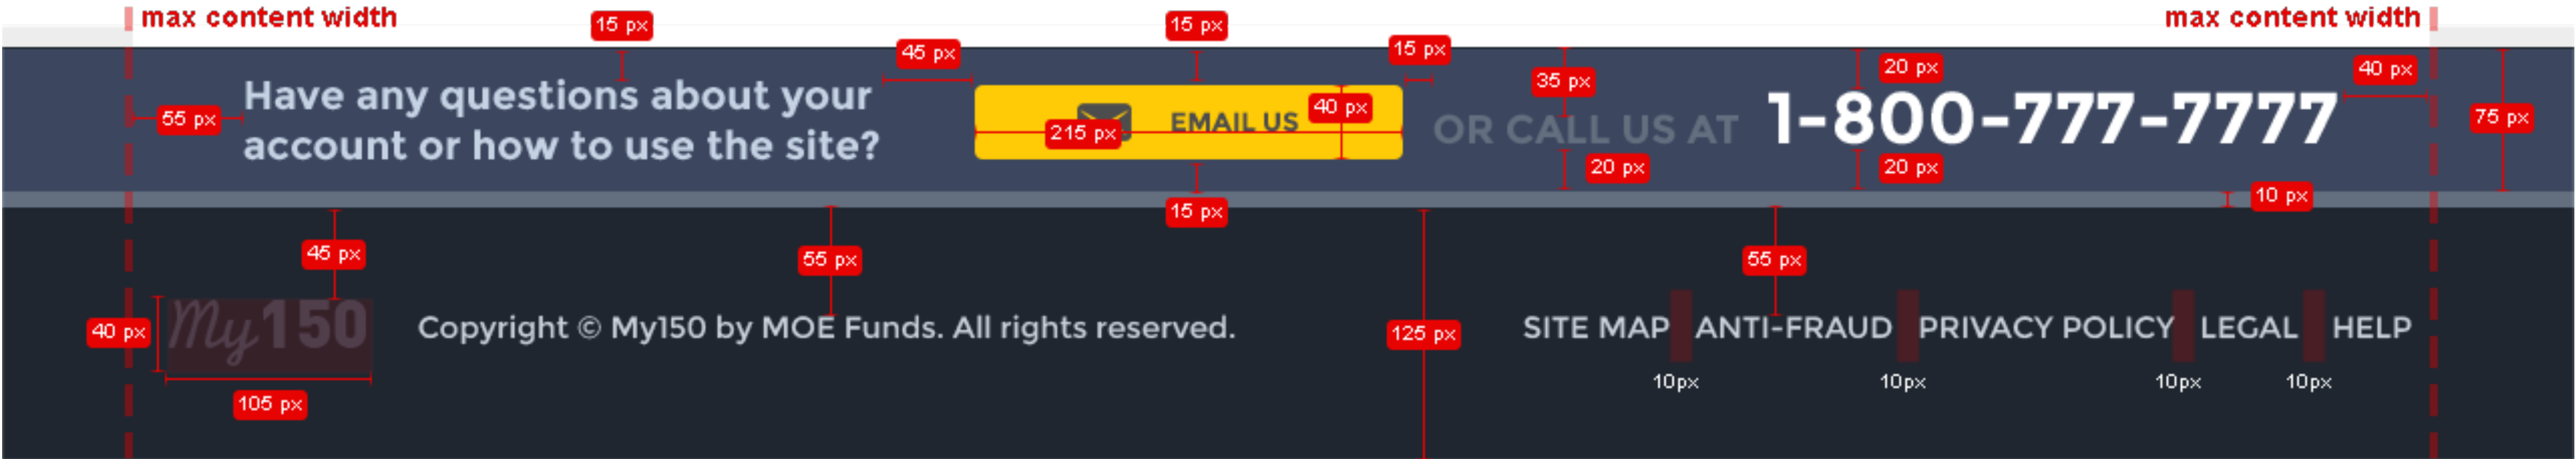 max content width
max content width
15 px
15 px
45 px
15 px
35 px
20 px
40 px
Have any questions about your
account or how to use the site?
55 px
EMAIL US
40 px
215 px
OR CALL US AT
1-800-777-7777
75 px
20 px
20 px
15 px
10 px
45 px
55 px
55 px
40 px
My150
Copyright © My150 by MOE Funds. All rights reserved.
125 px
SITE MAP ANTI-FRAUD PRIVACY POLICY LEGAL HELP
105 px
10px 10px 10px 10px